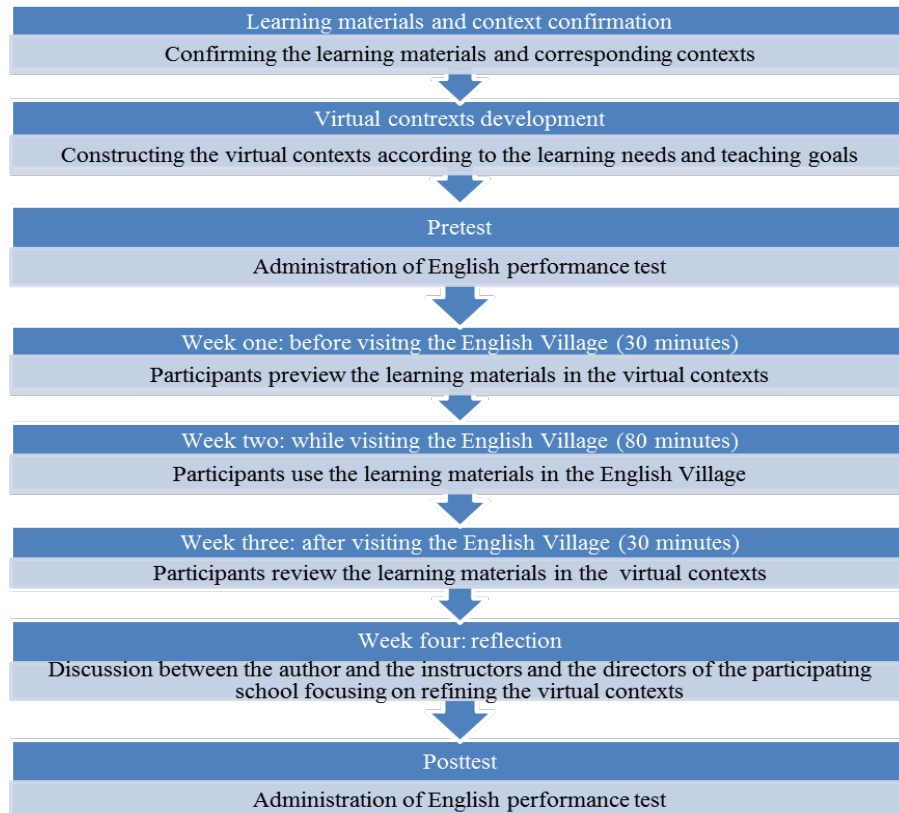 Learning materials and context confirmation
Confirming the learning materials and corresponding contexts
Virtual contrexts development
Constructing the virtual contexts according to the learning needs and teaching goals
Pretest
Administration of English performance test
Week one: before visitng the English Village (30 minutes)
Participants preview the learning materials in the virtual contexts
Week two: while visiting the English Village (80 minutes)
Participants use the learning materials in the English Village
Week three: after visiting the English Village (30 minutes)
Participants review the learning materials in the virtual contexts
Week four: reflection
Discussion between the author and the instructors and the directors of the participating
school focusing on refining the virtual contexts
Posttest
Administration of English performance test